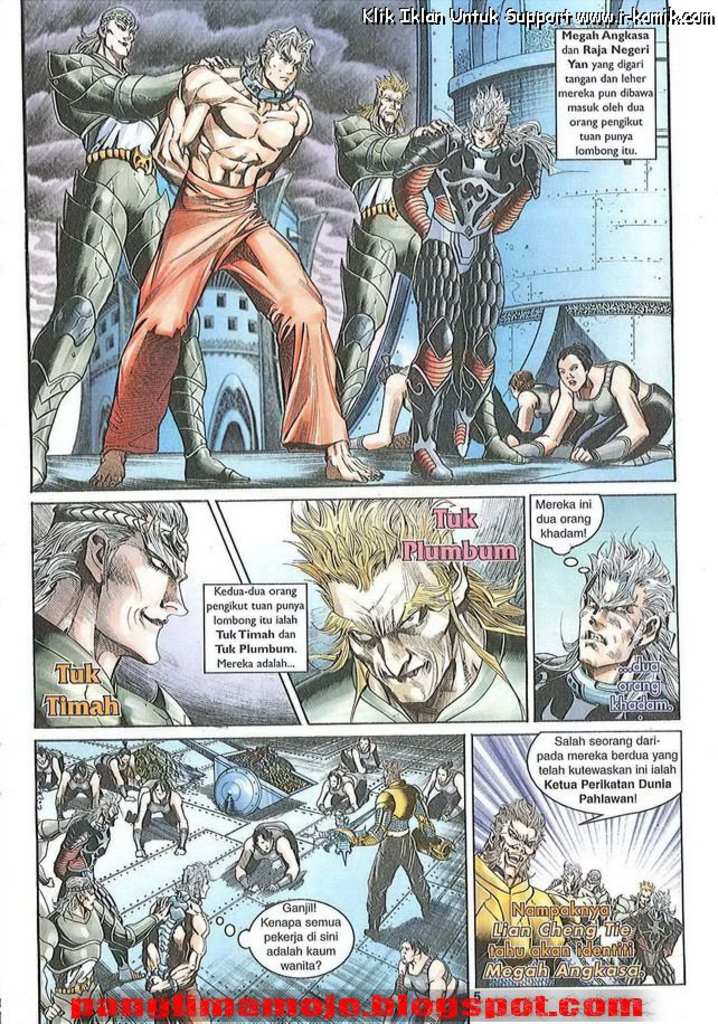 Klik Iklan Untuk Support www.r-komik.com
Megah Angkasa
dan Raja Negeri
Yan yang digari
tangan dan leher
mereka pun dibawa
masuk oleh dua
orang pengikut
tuan punya
lombong itu.
Tuk
Timah
Kedua-dua orang
pengikut tuan punya
lombong itu ialah
Tuk Timah dan
Tuk Plumbum.
Mereka adalah...
Tuk
Plumbum
Mereka ini
dua orang
khadam!
...dua
orang
khadam.
Ganjil!
Kenapa semua
pekerja di sini
adalah kaum
wanita?
Salah seorang dari-
pada mereka berdua yang
telah kutewaskan ini ialah
Ketua Perikatan Dunia
Pahlawan!
Nampaknya
Lian Cheng Tie
tahu akan identiti
Megah Angkasa.
5
panglimamojo.blogspot.com